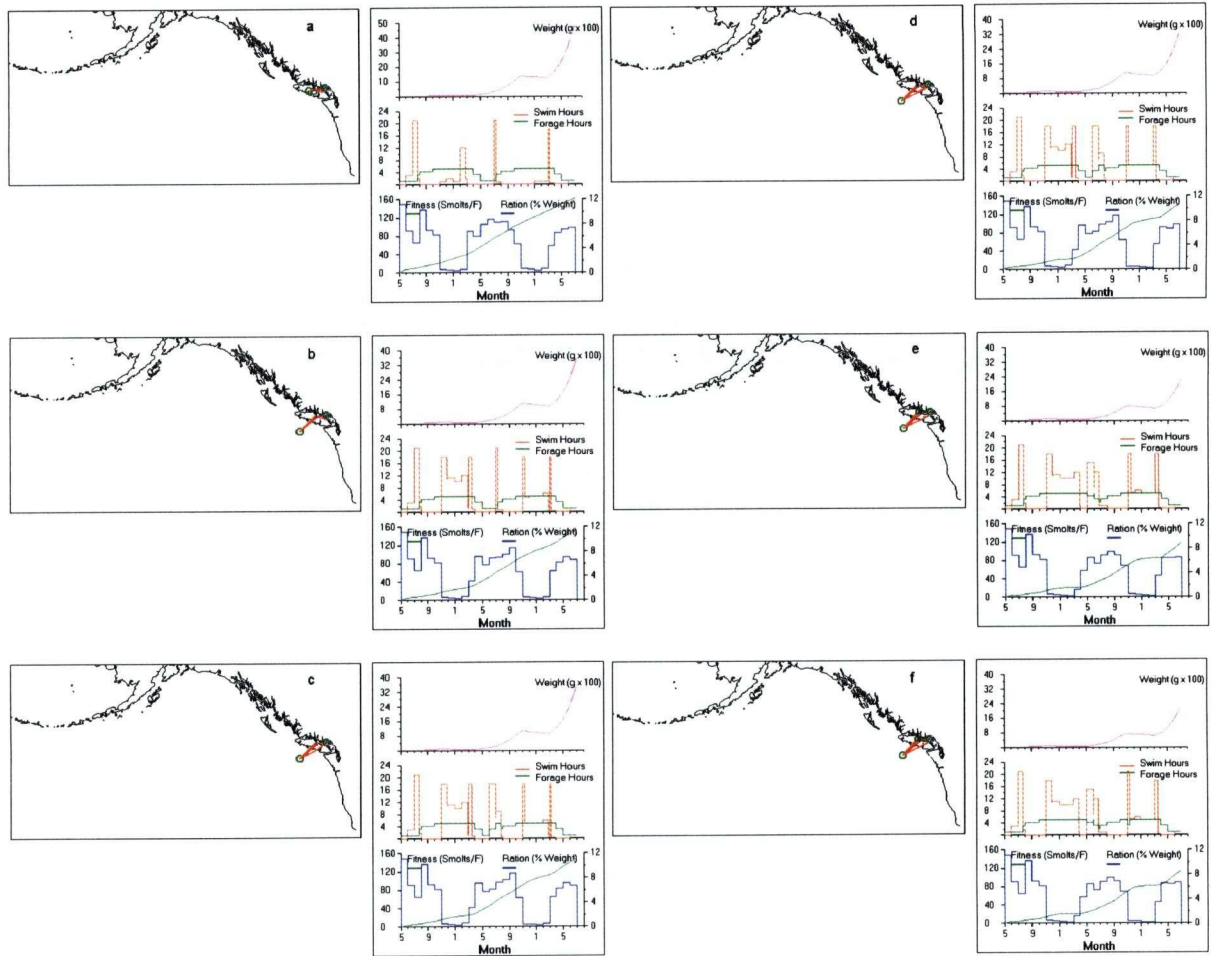 a
Weight (g x 100)
50
40
30
20
10
24
20
16
12
8
4
Swim Hours
Forage Hours
160
120
80
40
0
Fitness (Smolts/F)
Ration (% Weight)
12
8
4
0
5 9 1 5 9 1 5
Month
d
Weight (g x 100)
40
32
24
16
8
24
20
16
12
8
4
Swim Hours
Forage Hours
160
120
80
40
0
Fitness (Smolts/F)
Ration (% Weight)
12
8
4
0
5 9 1 5 9 1 5
Month
b
Weight (g x 100)
40
32
24
16
8
24
20
16
12
8
4
Swim Hours
Forage Hours
160
120
80
40
0
Fitness (Smolts/F)
Ration (% Weight)
12
8
4
0
5 9 1 5 9 1 5
Month
e
Weight (g x 100)
40
32
24
16
8
24
20
16
12
8
4
Swim Hours
Forage Hours
160
120
80
40
0
Fitness (Smolts/F)
Ration (% Weight)
12
8
4
0
5 9 1 5 9 1 5
Month
c
Weight (g x 100)
40
32
24
16
8
24
20
16
12
8
4
Swim Hours
Forage Hours
160
120
80
40
0
Fitness (Smolts/F)
Ration (% Weight)
12
8
4
0
5 9 1 5 9 1 5
Month
f
Weight (g x 100)
40
32
24
16
8
24
20
16
12
8
4
Swim Hours
Forage Hours
160
120
80
40
0
Fitness (Smolts/F)
Ration (% Weight)
12
8
4
0
5 9 1 5 9 1 5
Month